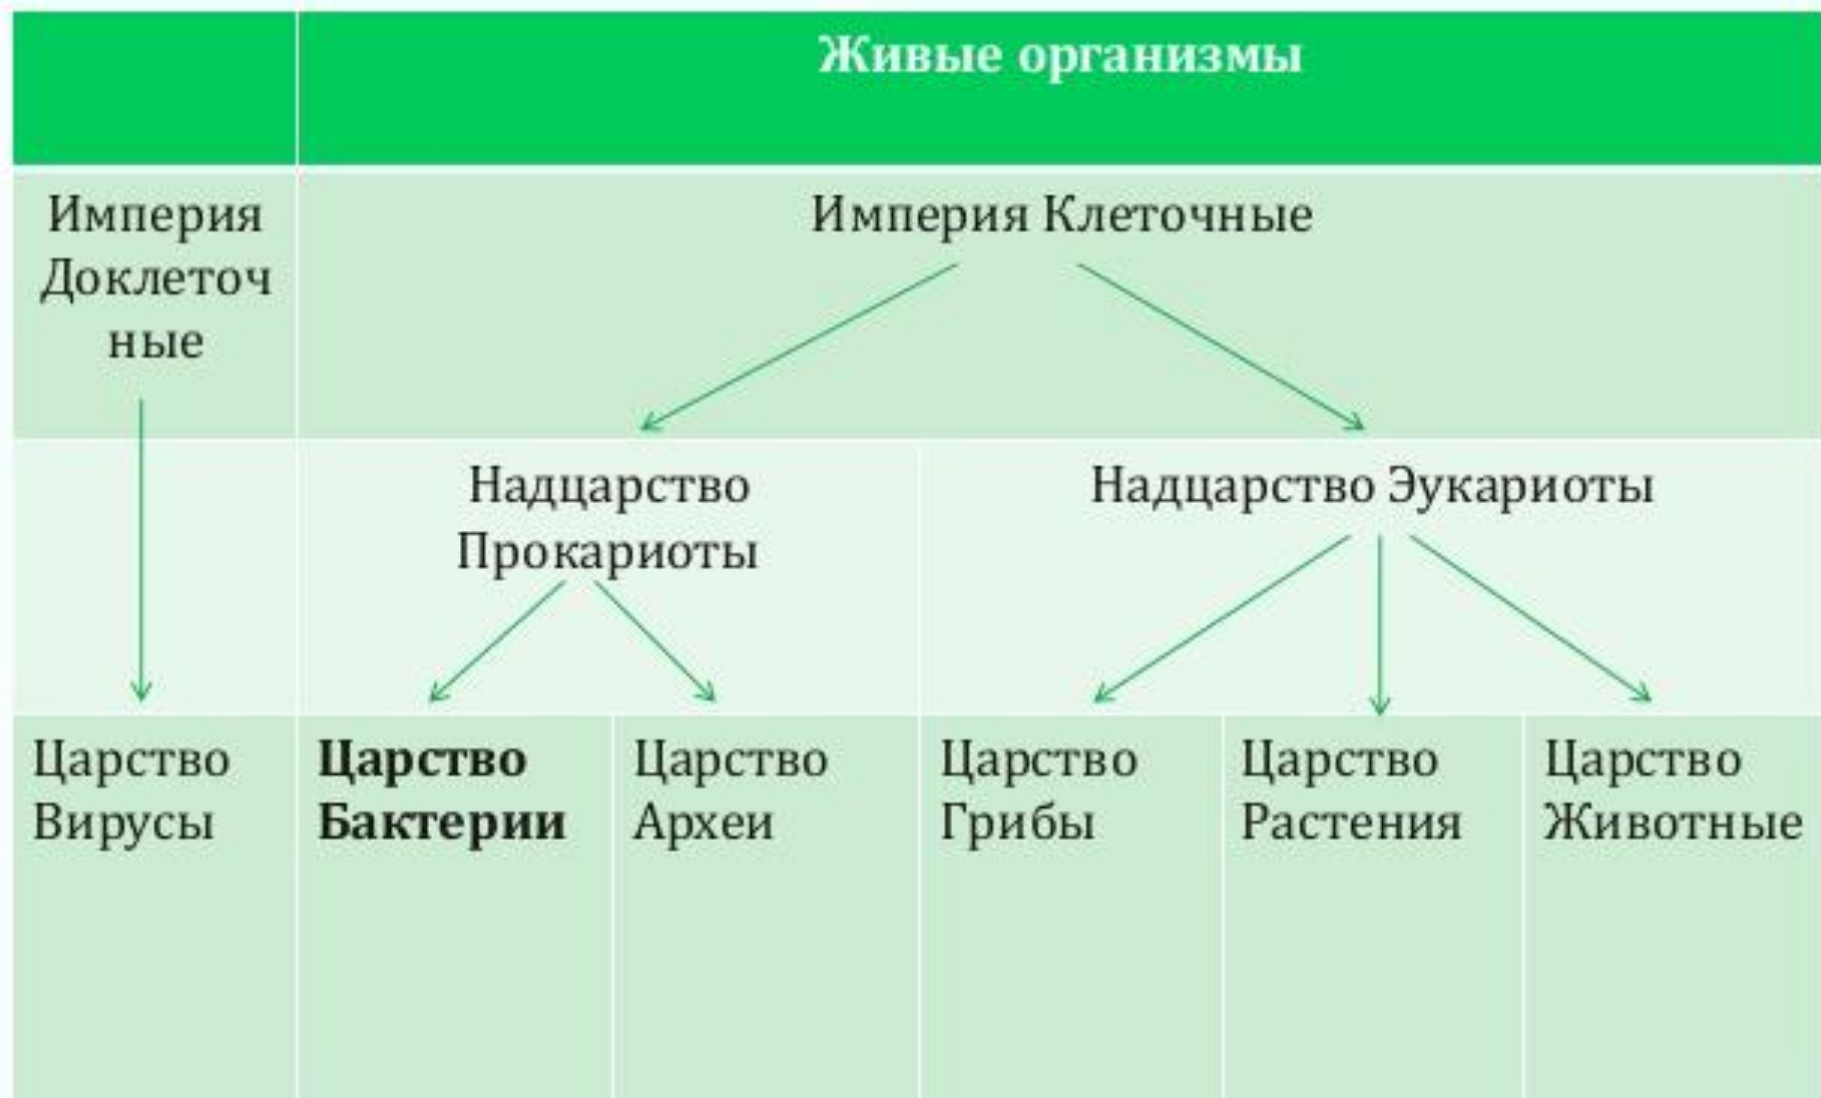 Живые организмы
Империя
Доклеточ
ные
Империя Клеточные
Надцарство
Прокариоты
Надцарство Эукариоты
Царство
Вирусы
Царство
Бактерии
Царство
Археи
Царство
Грибы
Царство
Растения
Царство
Животные